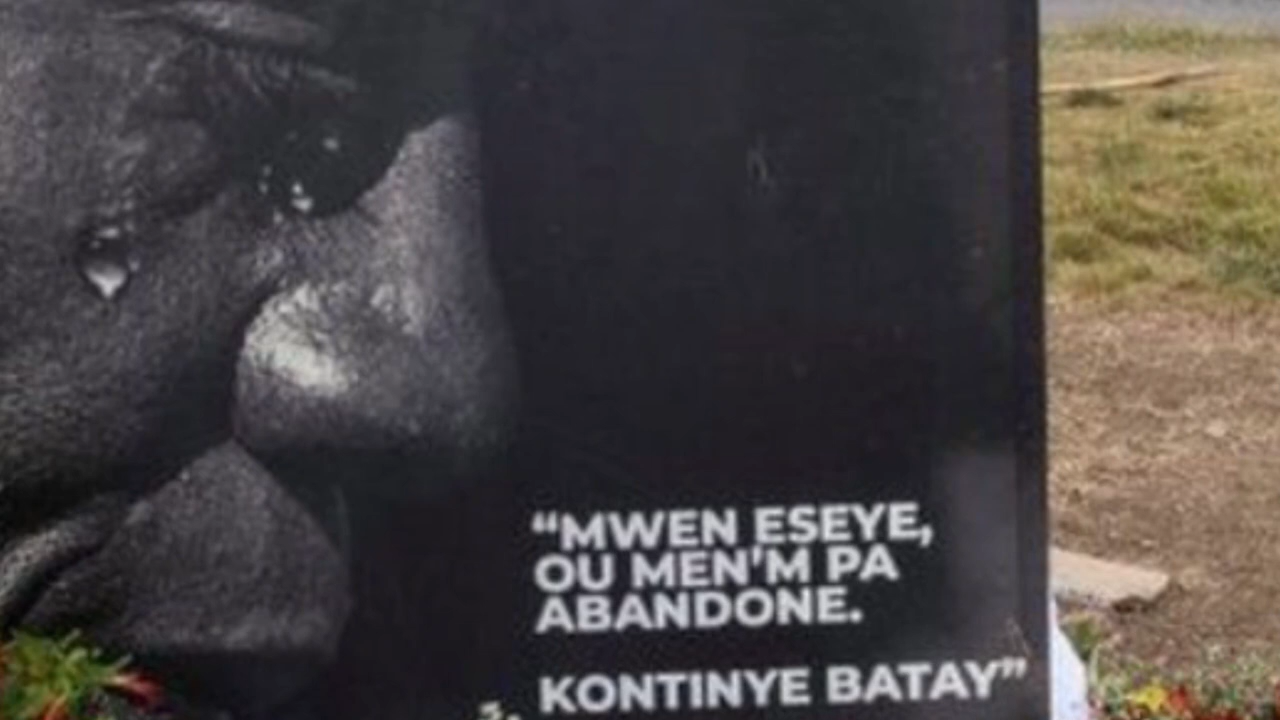 “MWEN ESEYE,
OU MEN'M PA
ABANDONE.
KONTINYE BATAY”